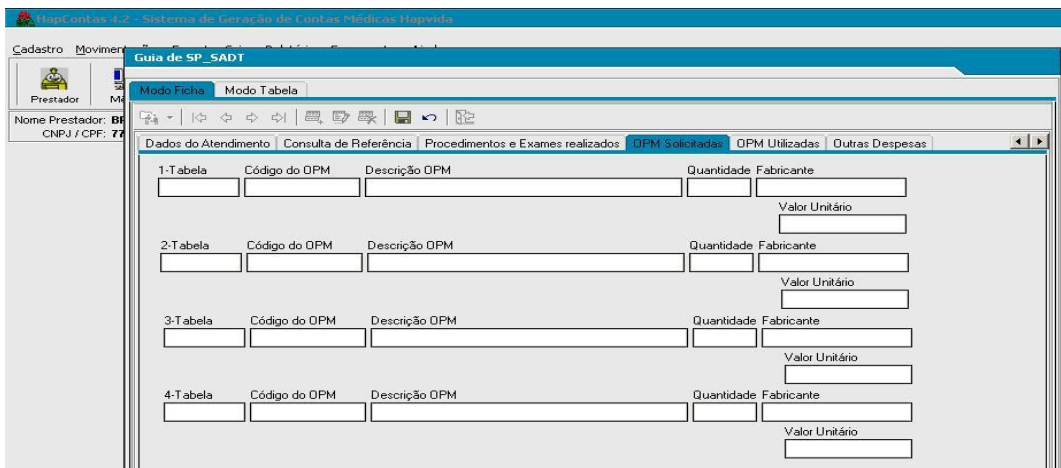 HapContas 4.2 - Sistema de Geração de Contas Médicas Hapvida
Cadastro
Guia de SP_SADT
Modo Ficha Modo Tabela
Prestador
Nome Prestador:
CNPJ / CPF: 77
Dados do Atendimento Consulta de Referência Procedimentos e Exames realizados OPM Solicitadas OPM Utilizadas Outras Despesas
1-Tabela Código do OPM Descrição OPM Quantidade Fabricante
Valor Unitário
2-Tabela Código do OPM Descrição OPM Quantidade Fabricante
Valor Unitário
3-Tabela Código do OPM Descrição OPM Quantidade Fabricante
Valor Unitário
4-Tabela Código do OPM Descrição OPM Quantidade Fabricante
Valor Unitário